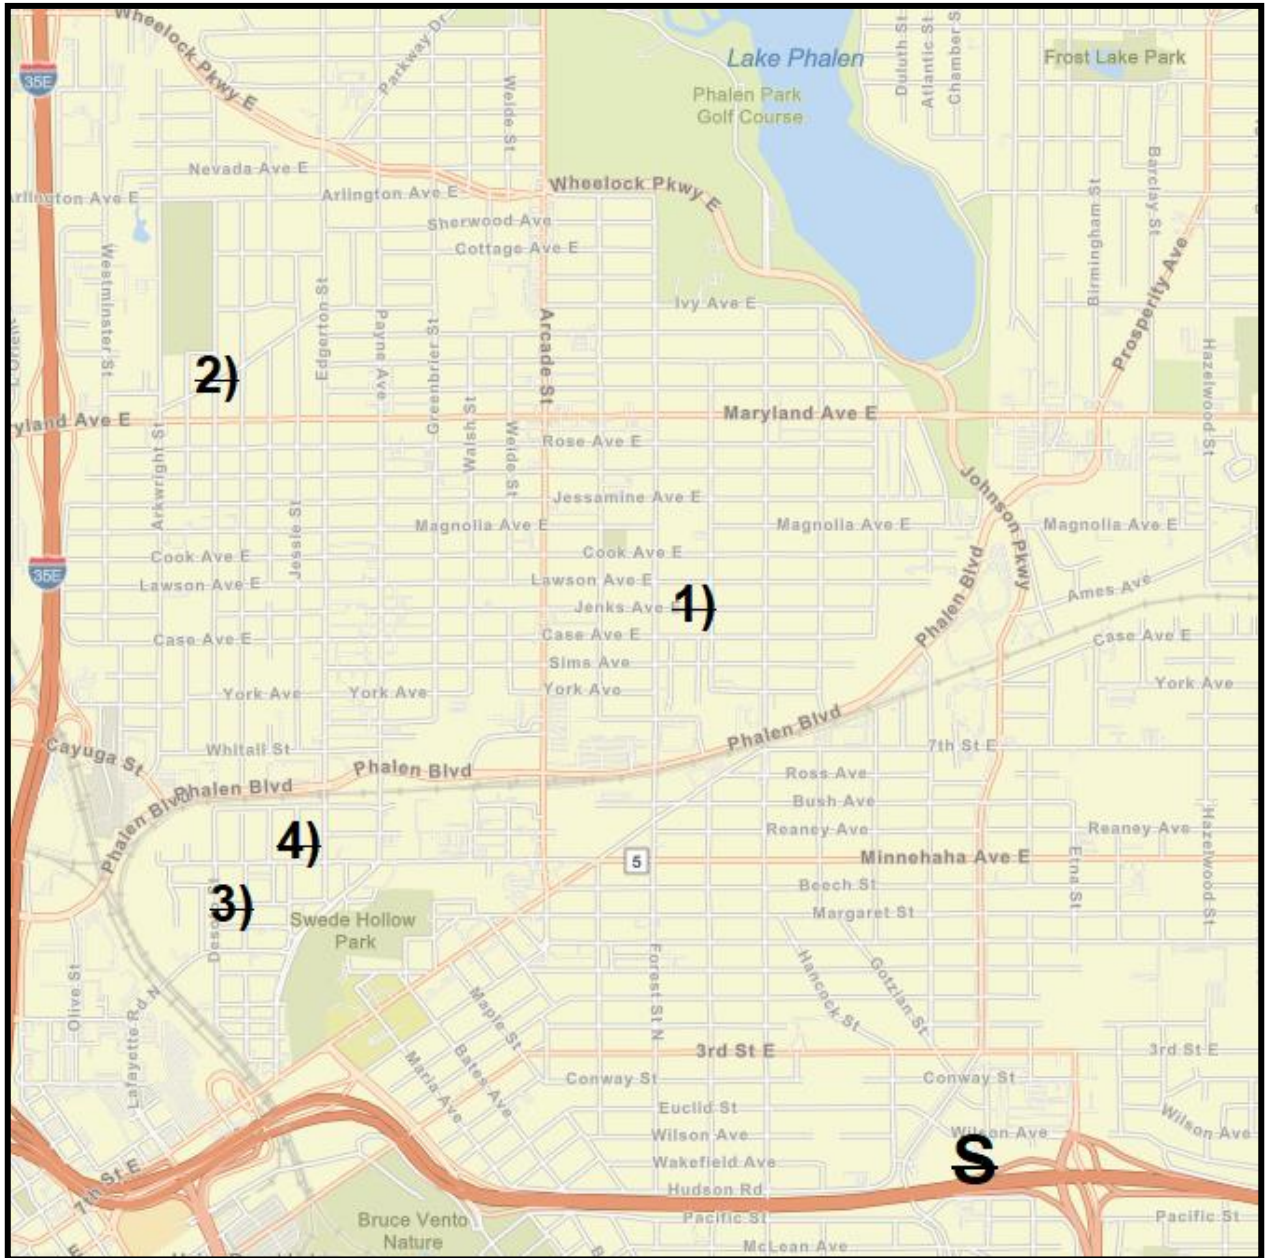 Wheelock Pkwy E
Parkway Dr
Weide St
Lake Phalen
Phalen Park
Golf Course
Duluth St
Atlantic St
Chamber S
Frost Lake Park
35E
Nevada Ave E
rlington Ave E
Arlington Ave E
Wheelock Pkwy E
Sherwood Ave
Cottage Ave E
Barclay St
Birmingham St
Westminster St
Edgerton St
Payne Ave
Greenbrier St
Arcade St
Ivy Ave E
Prosperity Ave
Hazelwood St
2)
yland Ave E
Maryland Ave E
Arkwright St
Walsh St
Weide St
Rose Ave E
Jessamine Ave E
Johnson Pkwy
Jessie St
Magnolia Ave E
Magnolia Ave E
Magnolia Ave E
Cook Ave E
Cook Ave E
35E
Lawson Ave E
Lawson Ave E
Jenks Ave
1)
Phalen Blvd
Ames Ave
Case Ave E
Case Ave E
Case Ave E
Sims Ave
York Ave
York Ave
York Ave
York Ave
Cayuga St
Whitall St
Phalen Blvd
7th St E
Phalen Blvd
Phalen Blvd
Phalen Blvd
Ross Ave
Bush Ave
Reaney Ave
Reaney Ave
Hazelwood St
4)
5
Minnehaha Ave E
Etna St
Beech St
Margaret St
3)
Swede Hollow
Park
Olive St
Lafayette Rd N
Forest St N
Hancock St
Gotzian St
Maple St
Bates Ave
Maria Ave
3rd St E
3rd St E
Conway St
Conway St
Euclid St
Wilson Ave
Wilson Ave
Wilson Ave
Wakefield Ave
S
Hudson Rd
7th St E
Pacific St
Pacific St
Bruce Vento
Nature
McLean Ave